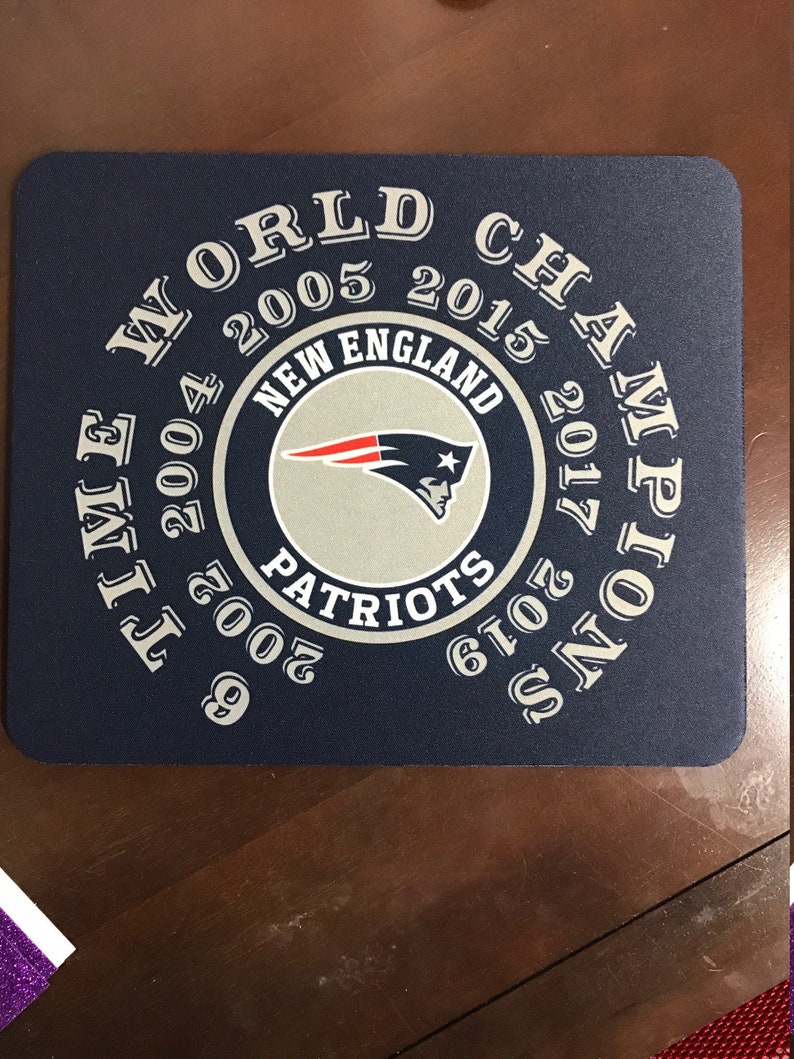 6 TIME WORLD CHAMPIONS
2002 2004 2005 2015 2017 2019
NEW ENGLAND
PATRIOTS